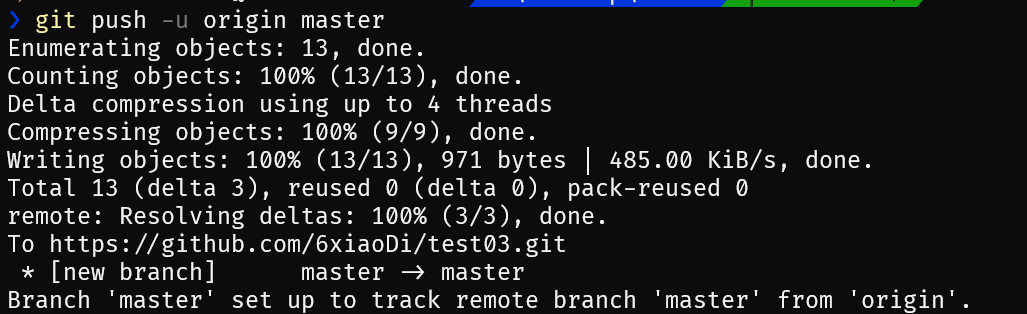 ❯ git push -u origin master
Enumerating objects: 13, done.
Counting objects: 100% (13/13), done.
Delta compression using up to 4 threads
Compressing objects: 100% (9/9), done.
Writing objects: 100% (13/13), 971 bytes | 485.00 KiB/s, done.
Total 13 (delta 3), reused 0 (delta 0), pack-reused 0
remote: Resolving deltas: 100% (3/3), done.
To https://github.com/6xiaoDi/test03.git
 * [new branch]      master -> master
Branch 'master' set up to track remote branch 'master' from 'origin'.